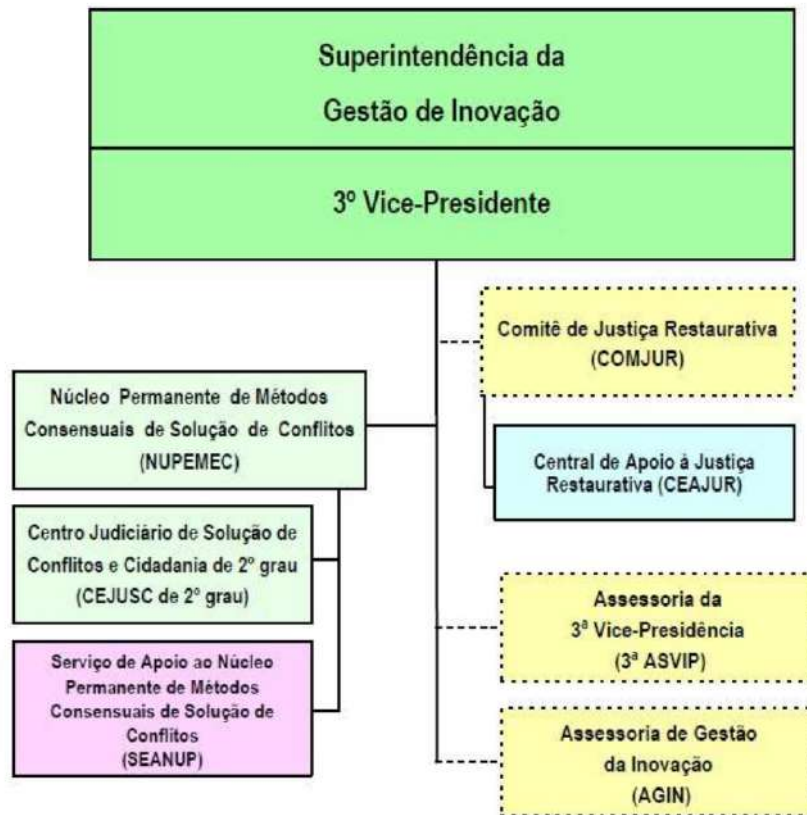 Superintendência da
Gestão de Inovação
3º Vice-Presidente
Comitê de Justiça Restaurativa
(COMJUR)
Central de Apoio à Justiça
Restaurativa (CEAJUR)
Núcleo Permanente de Métodos
Consensuais de Solução de Conflitos
(NUPEMEC)
Centro Judiciário de Solução de
Conflitos e Cidadania de 2º grau
(CEJUSC de 2º grau)
Serviço de Apoio ao Núcleo
Permanente de Métodos
Consensuais de Solução de
Conflitos
(SEANUP)
Assessoria da
3ª Vice-Presidência
(3ª ASVIP)
Assessoria de Gestão
da Inovação
(AGIN)